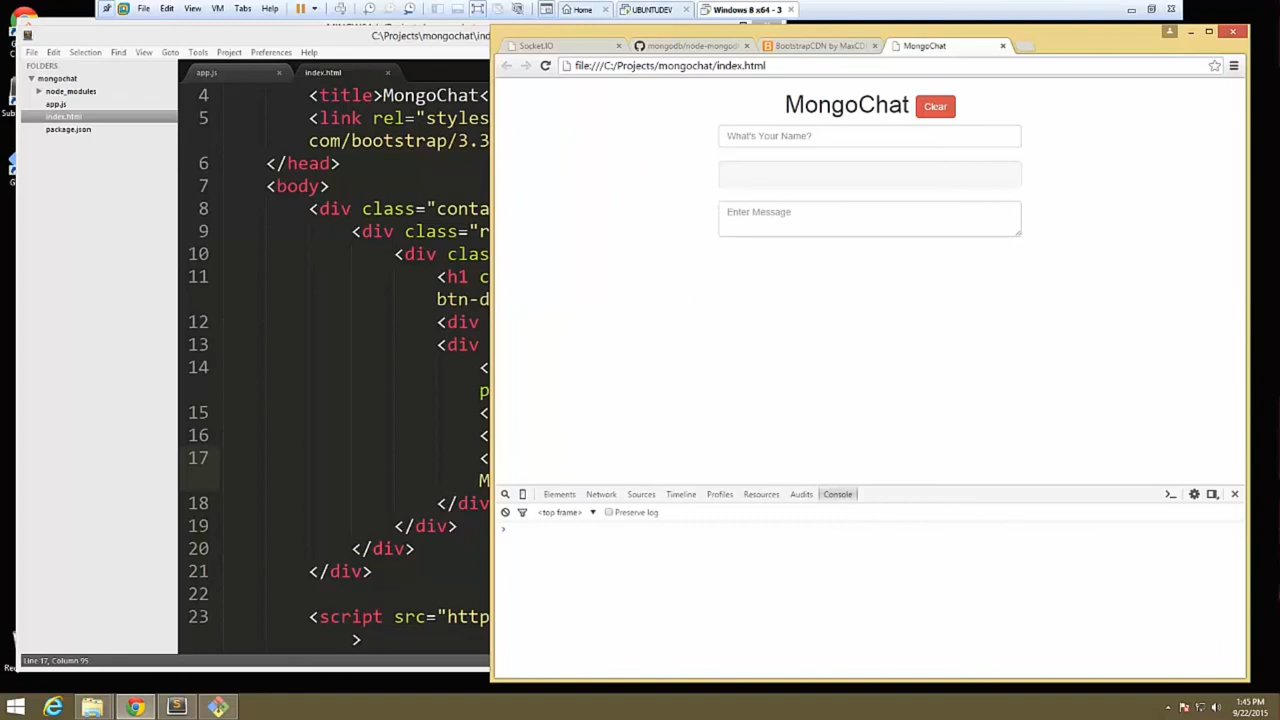 File Edit View VM Tabs Help
Home
UBUNTUDEV
Windows 8 x64 - 3
C:\Projects\mongochat\ind
File Edit Selection Find View Goto Tools Project Preferences Help
FOLDERS
mongochat
node_modules
app.js
index.html
package.json
app.js
index.html
4 <title>MongoChat<
5 <link rel="styles
com/bootstrap/3.3
6 </head>
7 <body>
8 <div class="conta
9 <div class="r
10 <div clas
11 <h1 c
btn-d
12 <div
13 <div
14 <
p
15 <
16 <
17 <
M
18 </div
19 </div>
20 </div>
21 </div>
22
23 <script src="http
>
Line 17, Column 95
Socket.IO
mongodb/node-mongod
BootstrapCDN by MaxCD
MongoChat
file:///C:/Projects/mongochat/index.html
MongoChat Clear
What's Your Name?
Enter Message
Elements Network Sources Timeline Profiles Resources Audits Console
<top frame> Preserve log
1:45 PM
9/22/2015